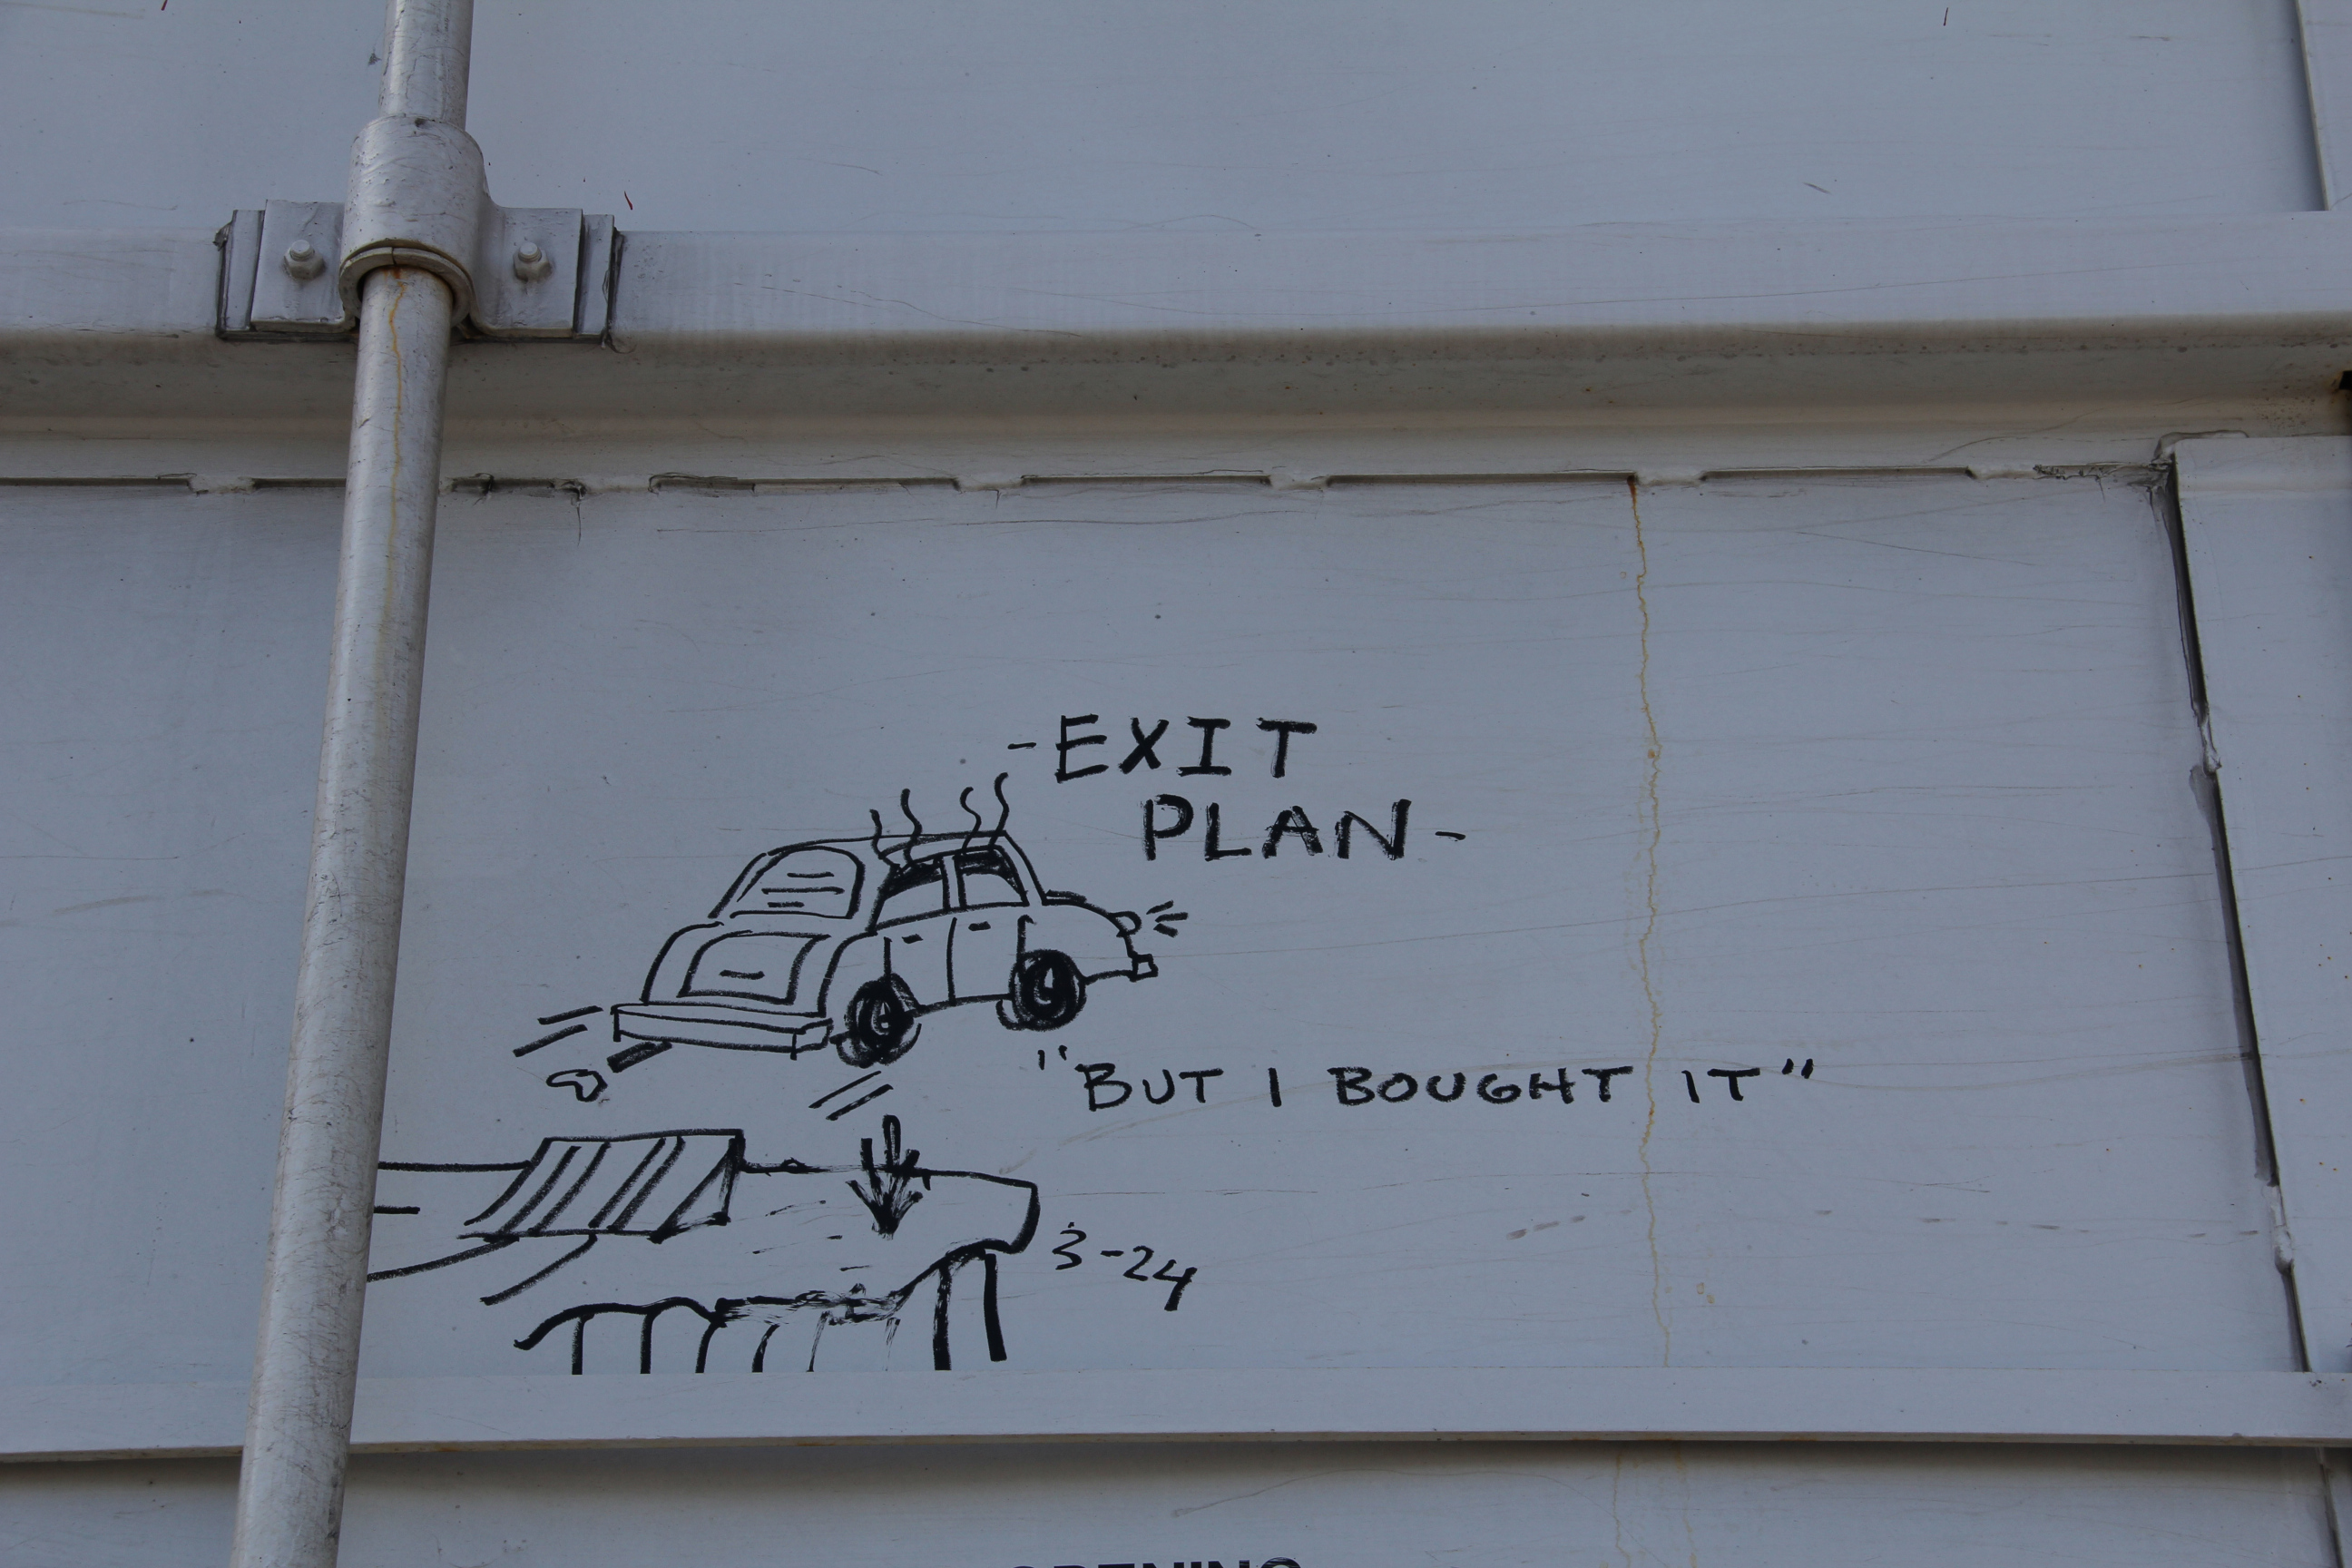 -EXIT
PLAN-
"BUT I BOUGHT IT"
3-24